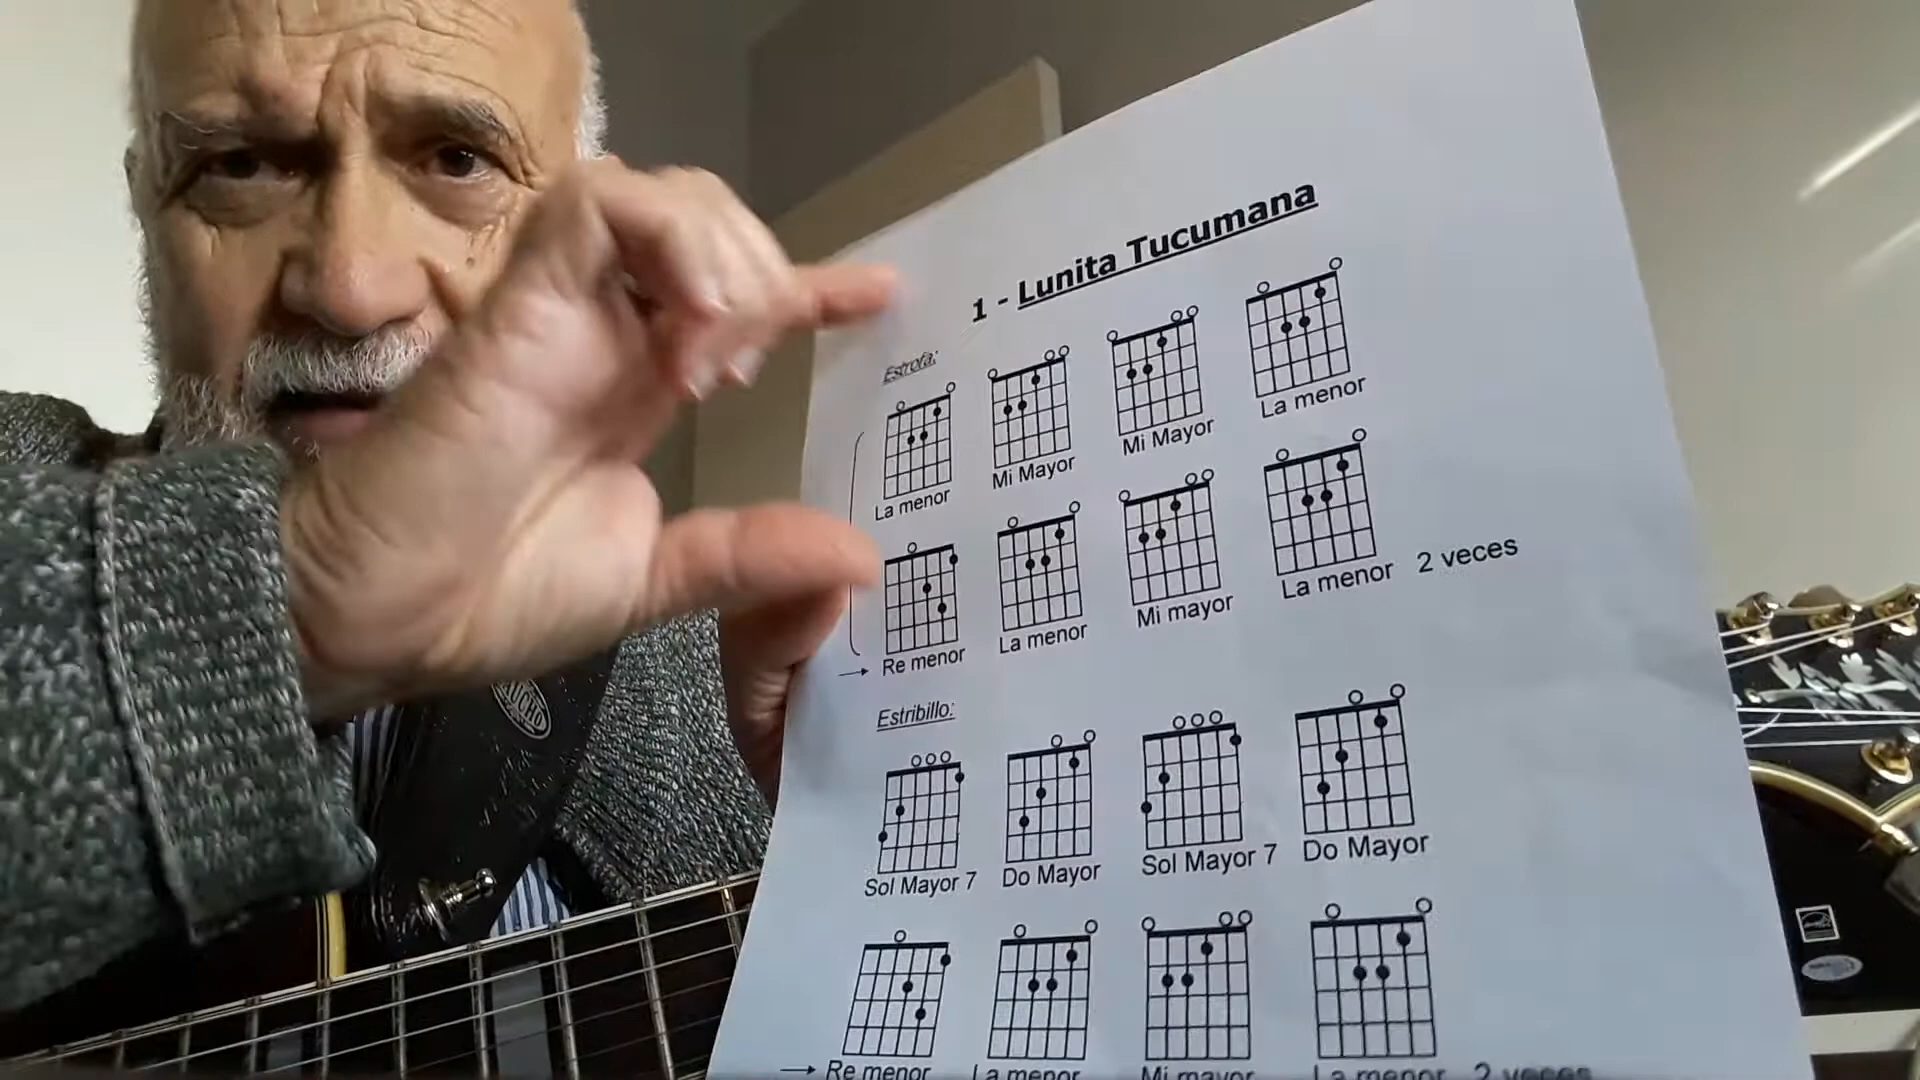 1 - Lunita Tucumana
Estrofa:
La menor Mi Mayor Mi Mayor La menor
Re menor La menor Mi mayor La menor 2 veces
Estribillo:
Sol Mayor 7 Do Mayor Sol Mayor 7 Do Mayor
Re menor La menor Mi mayor La menor 2 veces